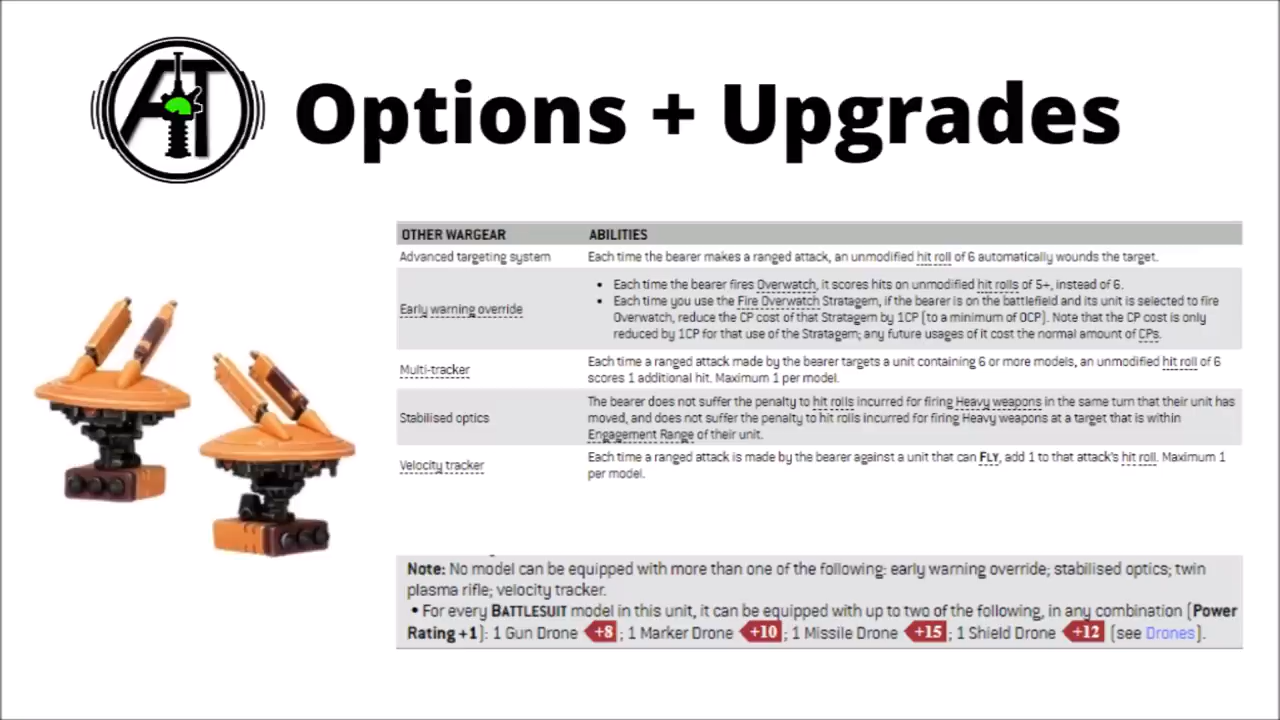 AT
Options + Upgrades
OTHER WARGEAR ABILITIES
Advanced targeting system Each time the bearer makes a ranged attack, an unmodified hit roll of 6 automatically wounds the target.
Early warning override
• Each time the bearer fires Overwatch, it scores hits on unmodified hit rolls of 5+, instead of 6.
• Each time you use the Fire Overwatch Stratagem, if the bearer is on the battlefield and its unit is selected to fire
Overwatch, reduce the CP cost of that Stratagem by 1CP (to a minimum of 0CP). Note that the CP cost is only
reduced by 1CP for that use of the Stratagem; any future usages of it cost the normal amount of CPs.
Multi-tracker
Each time a ranged attack made by the bearer targets a unit containing 6 or more models, an unmodified hit roll of 6
scores 1 additional hit. Maximum 1 per model.
Stabilised optics
The bearer does not suffer the penalty to hit rolls incurred for firing Heavy weapons in the same turn that their unit has
moved, and does not suffer the penalty to hit rolls incurred for firing Heavy weapons at a target that is within
Engagement Range of their unit.
Velocity tracker
Each time a ranged attack is made by the bearer against a unit that can FLY, add 1 to that attack's hit roll. Maximum 1
per model.
Note: No model can be equipped with more than one of the following: early warning override; stabilised optics; twin
plasma rifle; velocity tracker.
• For every BATTLESUIT model in this unit, it can be equipped with up to two of the following, in any combination (Power
Rating +1): 1 Gun Drone +8; 1 Marker Drone +10; 1 Missile Drone +15; 1 Shield Drone +12 (see Drones).